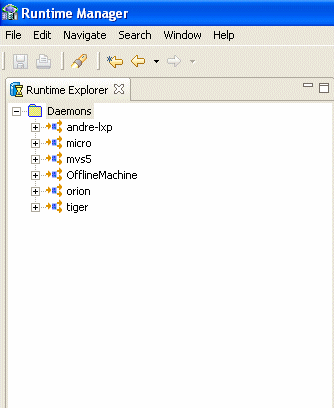 Runtime Manager
File Edit Navigate Search Window Help
Runtime Explorer
Daemons
andre-lxp
micro
mvs5
OfflineMachine
orion
tiger